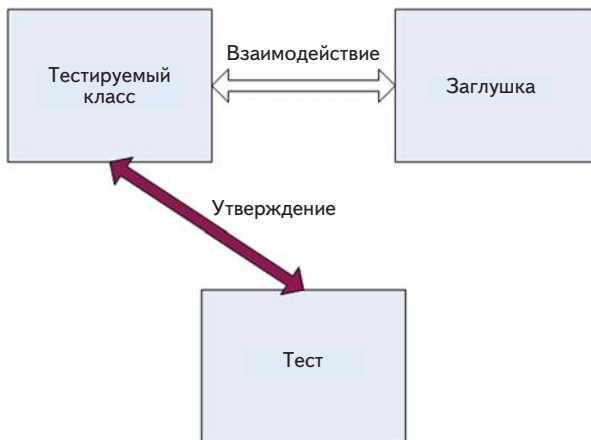 Взаимодействие
Тестируемый
класс
Заглушка
Утверждение
Тест